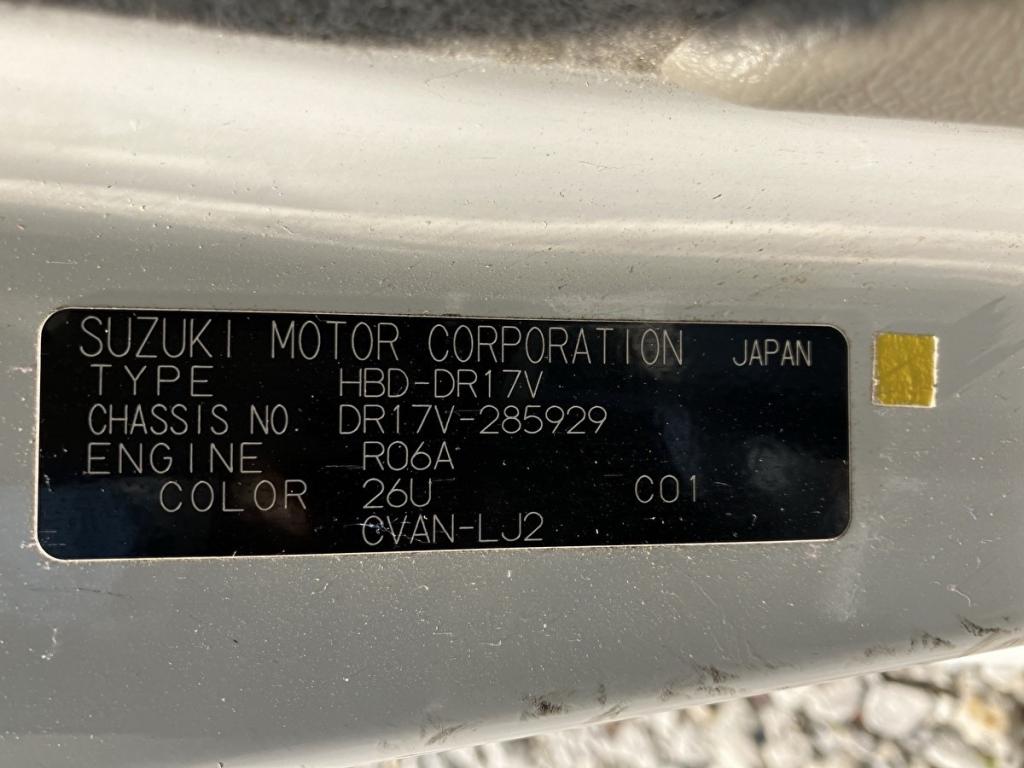 SUZUKI MOTOR CORPORATION JAPAN
TYPE HBD-DR17V
CHASSIS NO. DR17V-285929
ENGINE R06A
COLOR 26U C01
CVAN-LJ2